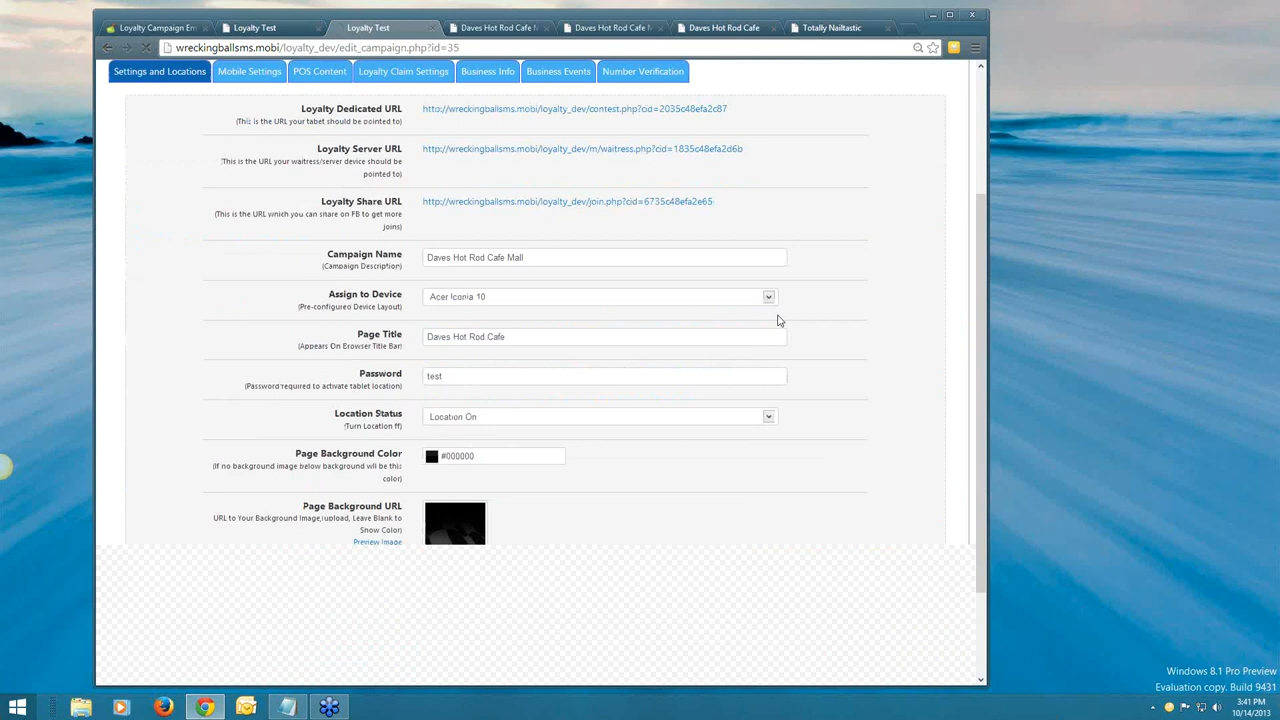 Loyalty Campaign Em
Loyalty Test
Loyalty Test
Daves Hot Rod Cafe M
Daves Hot Rod Cafe
Daves Hot Rod Cafe
Totally Nailtastic
wreckingballsms.mobi/loyalty_dev/edit_campaign.php?id=35
Settings and Locations
Mobile Settings
POS Content
Loyalty Claim Settings
Business Info
Business Events
Number Verification
Loyalty Dedicated URL
(This is the URL your tabet should be pointed to)
http://wreckingballsms.mobi/loyalty_dev/contest.php?cid=2035c48efa2c87
Loyalty Server URL
(This is the URL your waitress/server device should be
pointed to)
http://wreckingballsms.mobi/loyalty_dev/m/waitress.php?cid=1835c48efa2d6b
Loyalty Share URL
(This is the URL which you can share on FB to get more
joins)
http://wreckingballsms.mobi/loyalty_dev/join.php?cid=6735c48efa2e65
Campaign Name
(Campaign Description)
Daves Hot Rod Cafe Mall
Assign to Device
(Pre-configured Device Layout)
Acer Iconia 10
Page Title
(Appears On Browser Title Bar)
Daves Hot Rod Cafe
Password
(Password required to activate tablet location)
test
Location Status
(Turn Location ff)
Location On
Page Background Color
(If no background image below background wll be this
color)
#000000
Page Background URL
URL to Your Background Image,(upload, Leave Blank to
Snow Color)
Preview Image
Windows 8.1 Pro Preview
Evaluation copy. Build 9431
3:41 PM
10/14/2013